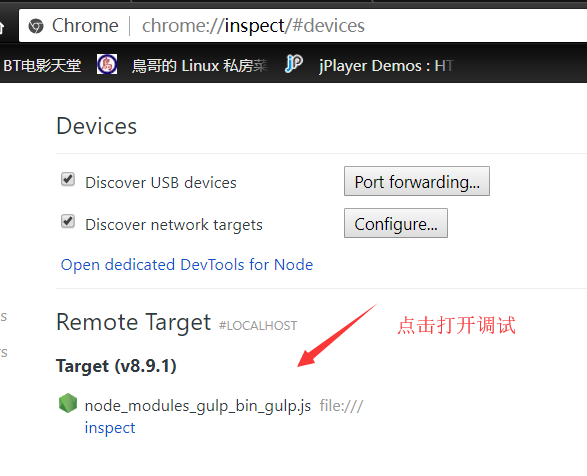 Chrome | chrome://inspect/#devices
BT电影天堂 鳥哥的 Linux 私房菜 jPlayer Demos : HT
Devices
Discover USB devices Port forwarding...
Discover network targets Configure...
Open dedicated DevTools for Node
Remote Target #LOCALHOST
点击打开调试
Target (v8.9.1)
node_modules_gulp_bin_gulp.js file:///
inspect